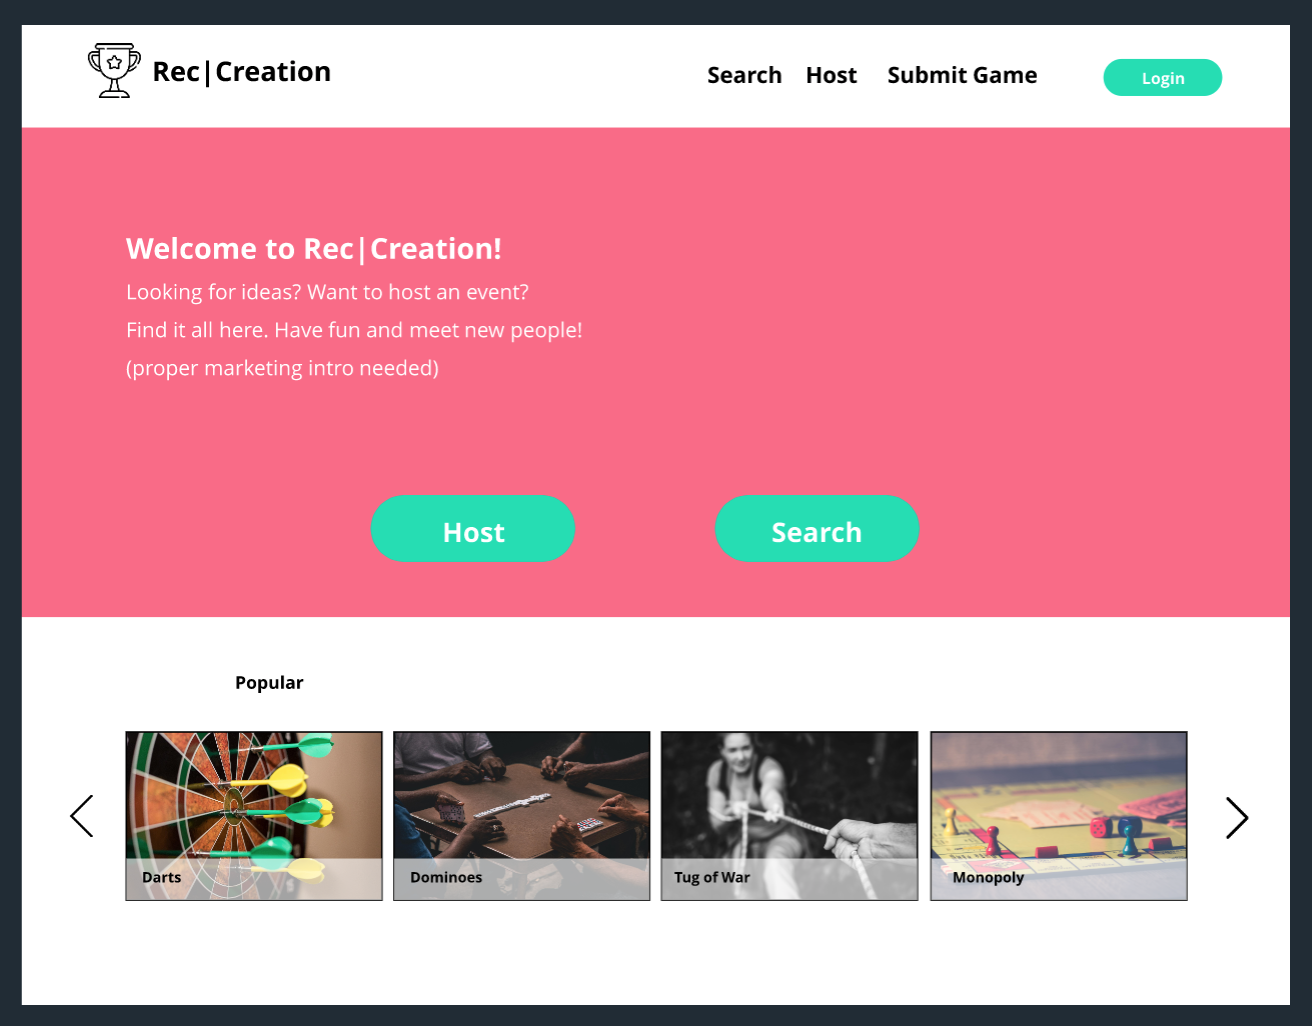 Rec|Creation
Search Host Submit Game Login
Welcome to Rec|Creation!
Looking for ideas? Want to host an event?
Find it all here. Have fun and meet new people!
(proper marketing intro needed)
Host Search
Popular
Darts Dominoes Tug of War Monopoly